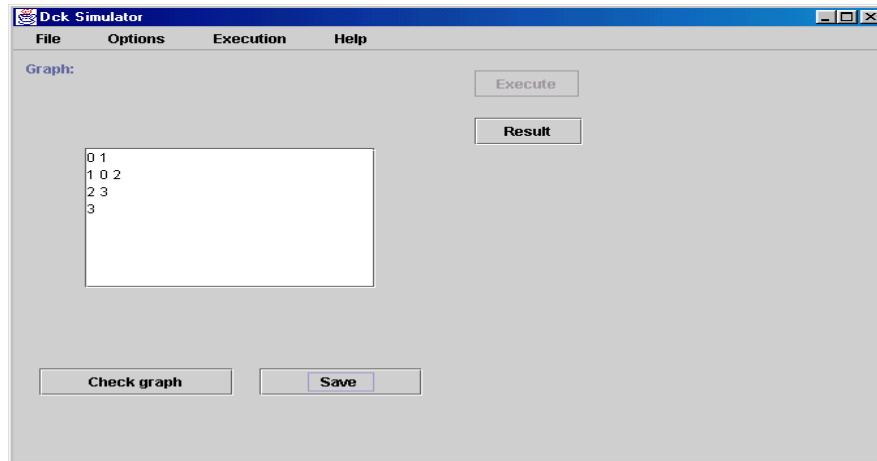 Dck Simulator
File Options Execution Help
Graph:
Execute
Result
0 1
1 0 2
2 3
3
Check graph Save